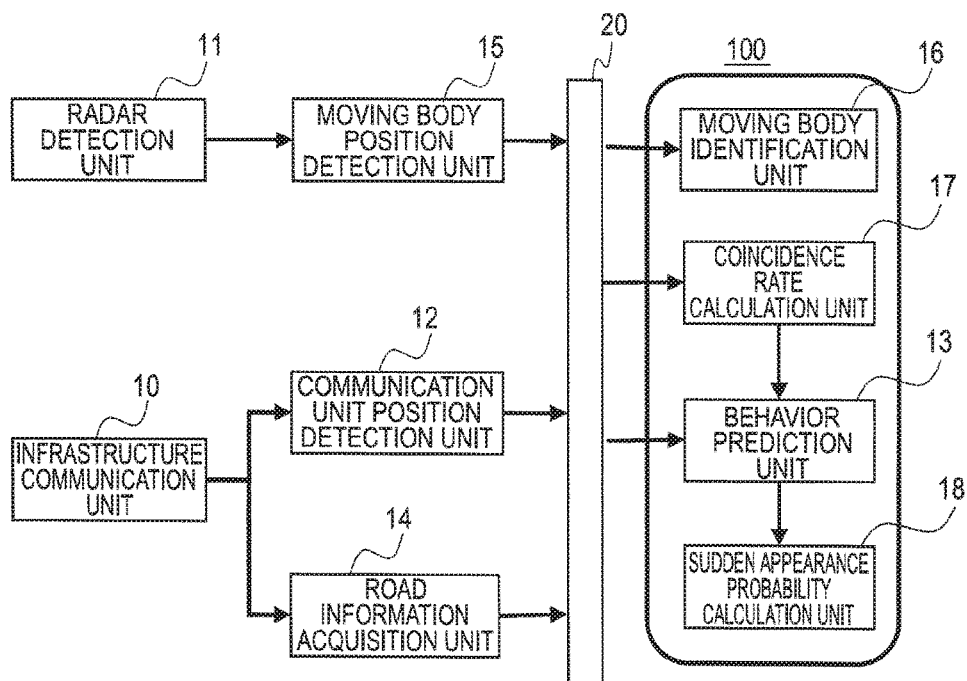 11
RADAR
DETECTION
UNIT
15
MOVING BODY
POSITION
DETECTION UNIT
20
100
16
MOVING BODY
IDENTIFICATION
UNIT
17
COINCIDENCE
RATE
CALCULATION UNIT
12
COMMUNICATION
UNIT POSITION
DETECTION UNIT
10
INFRASTRUCTURE
COMMUNICATION
UNIT
13
BEHAVIOR
PREDICTION
UNIT
14
ROAD
INFORMATION
ACQUISITION UNIT
18
SUDDEN APPEARANCE
PROBABILITY
CALCULATION UNIT